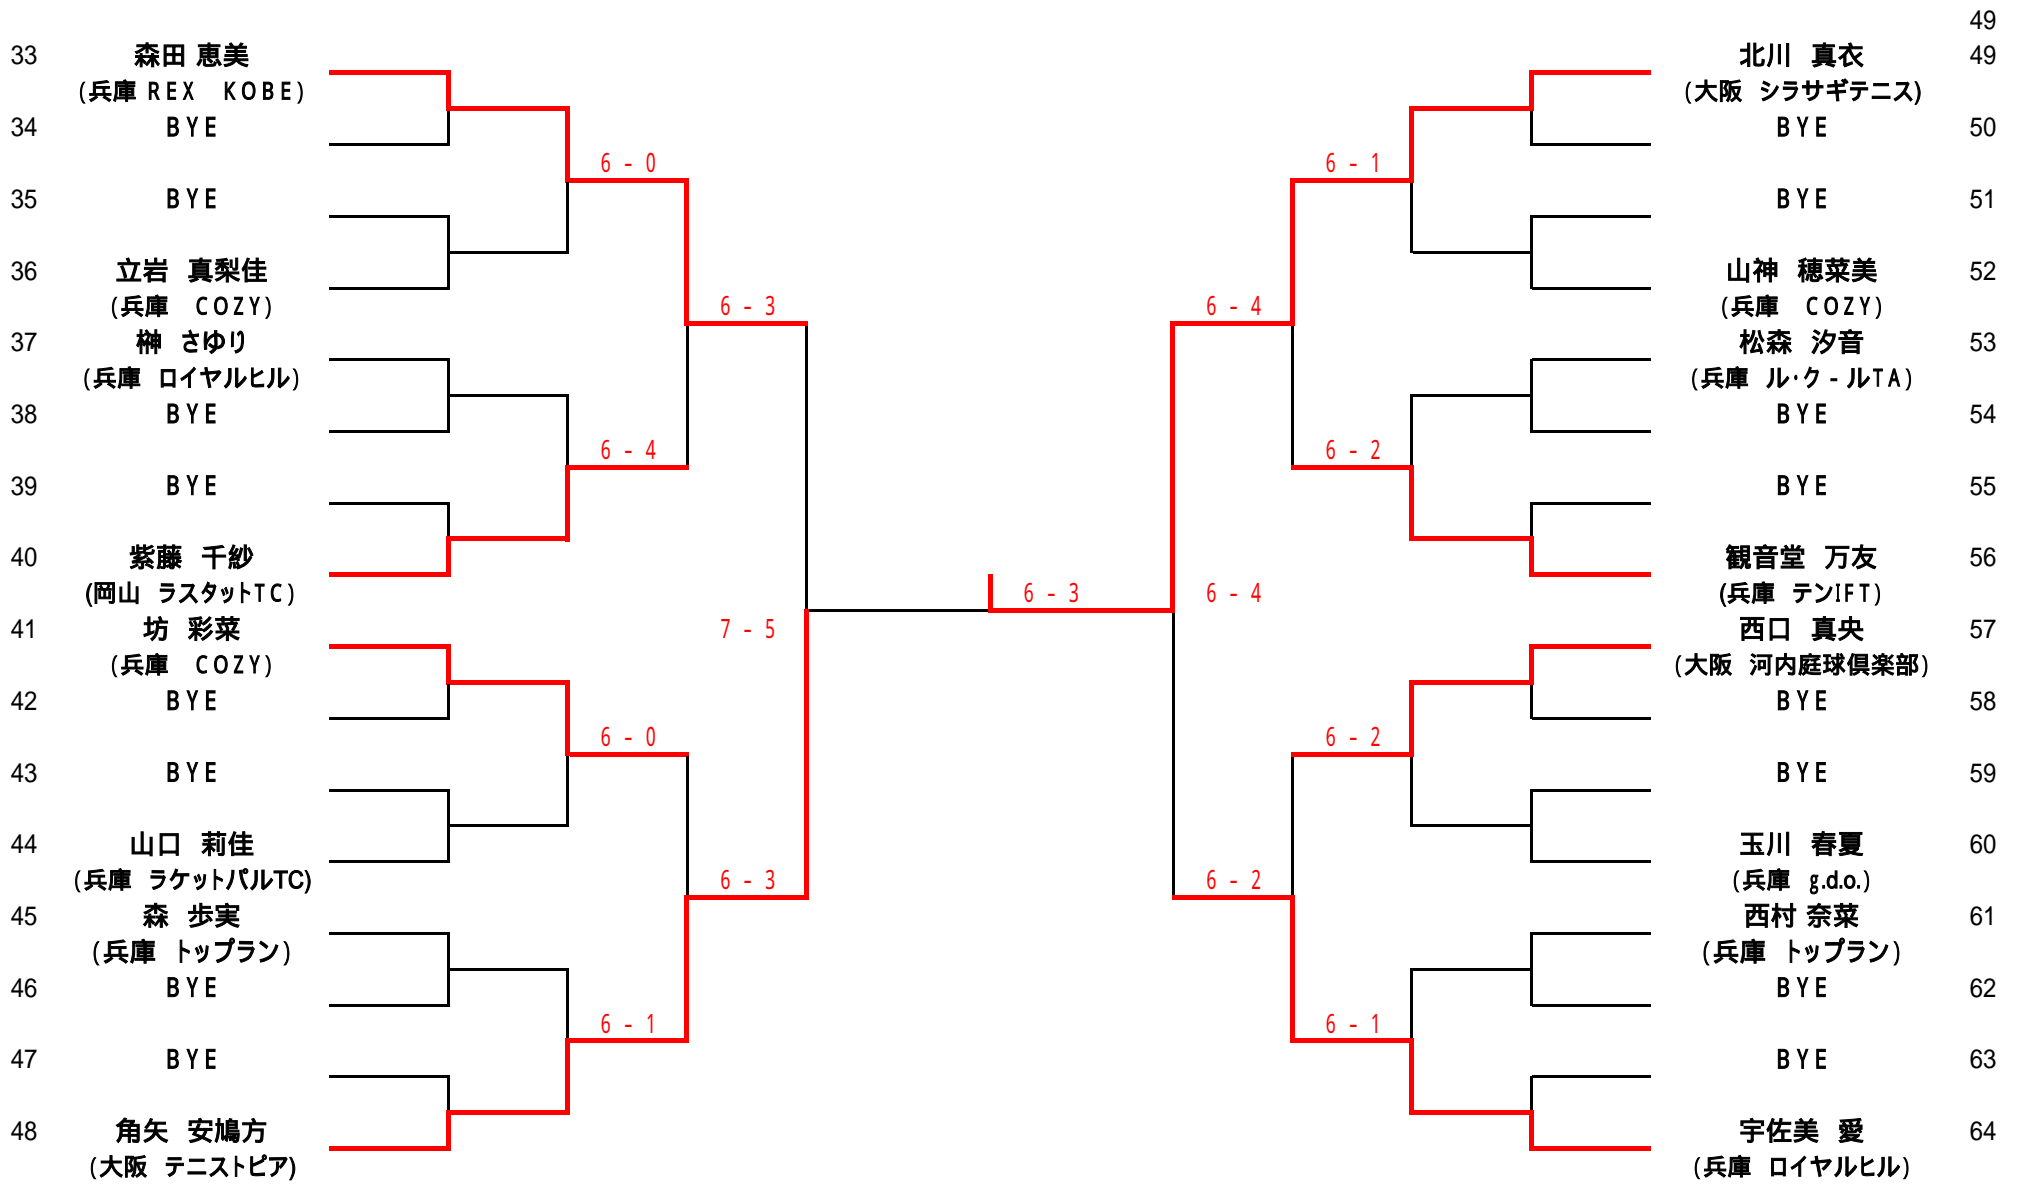 49
33 森田 恵美
(兵庫 REX KOBE)
34 BYE
6 - 0
35 BYE
36 立岩 真梨佳
(兵庫 COZY)
6 - 3
37 榊 さゆり
(兵庫 ロイヤルヒル)
38 BYE
6 - 4
39 BYE
40 紫藤 千紗
(岡山 ラスタットTC)
41 坊 彩菜
7 - 5
(兵庫 COZY)
42 BYE
6 - 0
43 BYE
44 山口 莉佳
(兵庫 ラケットパルTC)
6 - 3
45 森 歩実
(兵庫 トップラン)
46 BYE
6 - 1
47 BYE
48 角矢 安鳩方
(大阪 テニストピア)
6 - 3
北川 真衣 49
(大阪 シラサギテニス)
BYE 50
6 - 1
BYE 51
山神 穂菜美 52
(兵庫 COZY)
6 - 4
松森 汐音 53
(兵庫 ル・ク-ルTA)
BYE 54
6 - 2
BYE 55
観音堂 万友 56
(兵庫 テンIFT)
6 - 4
西口 真央 57
(大阪 河内庭球倶楽部)
BYE 58
6 - 2
BYE 59
玉川 春夏 60
(兵庫 g.d.o.)
6 - 2
西村 奈菜 61
(兵庫 トップラン)
BYE 62
6 - 1
BYE 63
宇佐美 愛 64
(兵庫 ロイヤルヒル)